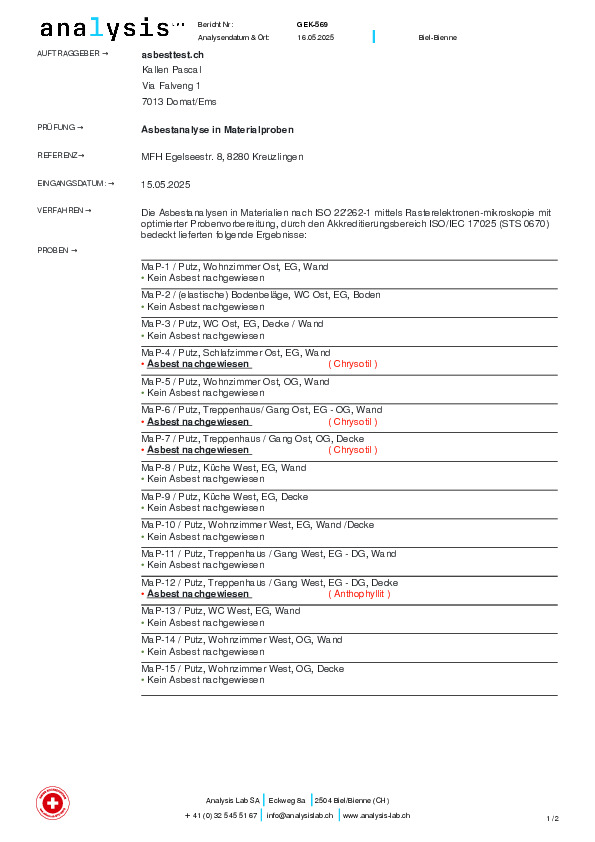 analysis
Bericht Nr: GEK-569
Analysendatum & Ort: 16.05.2025 Biel-Bienne
AUFTRAGGEBER → asbesttest.ch
Kallen Pascal
Via Falveng 1
7013 Domat/Ems
PRÜFUNG → Asbestanalyse in Materialproben
REFERENZ → MFH Egelseestr. 8, 8280 Kreuzlingen
EINGANGSDATUM: → 15.05.2025
VERFAHREN → Die Asbestanalysen in Materialien nach ISO 22'262-1 mittels Rasterelektronen-mikroskopie mit
optimierter Probenvorbereitung, durch den Akkreditierungsbereich ISO/IEC 17'025 (STS 0670)
bedeckt lieferten folgende Ergebnisse:
PROBEN →
MaP-1 / Putz, Wohnzimmer Ost, EG, Wand
• Kein Asbest nachgewiesen
MaP-2 / (elastische) Bodenbeläge, WC Ost, EG, Boden
• Kein Asbest nachgewiesen
MaP-3 / Putz, WC Ost, EG, Decke / Wand
• Kein Asbest nachgewiesen
MaP-4 / Putz, Schlafzimmer Ost, EG, Wand
• Asbest nachgewiesen ( Chrysotil )
MaP-5 / Putz, Wohnzimmer Ost, OG, Wand
• Kein Asbest nachgewiesen
MaP-6 / Putz, Treppenhaus/ Gang Ost, EG - OG, Wand
• Asbest nachgewiesen ( Chrysotil )
MaP-7 / Putz, Treppenhaus / Gang Ost, OG, Decke
• Asbest nachgewiesen ( Chrysotil )
MaP-8 / Putz, Küche West, EG, Wand
• Kein Asbest nachgewiesen
MaP-9 / Putz, Küche West, EG, Decke
• Kein Asbest nachgewiesen
MaP-10 / Putz, Wohnzimmer West, EG, Wand /Decke
• Kein Asbest nachgewiesen
MaP-11 / Putz, Treppenhaus / Gang West, EG - DG, Wand
• Kein Asbest nachgewiesen
MaP-12 / Putz, Treppenhaus / Gang West, EG - DG, Decke
• Asbest nachgewiesen ( Anthophyllit )
MaP-13 / Putz, WC West, EG, Wand
• Kein Asbest nachgewiesen
MaP-14 / Putz, Wohnzimmer West, OG, Wand
• Kein Asbest nachgewiesen
MaP-15 / Putz, Wohnzimmer West, OG, Decke
• Kein Asbest nachgewiesen
Analysis Lab SA | Eckweg 8a | 2504 Biel/Bienne (CH)
+ 41 (0) 32 545 51 67 | info@analysislab.ch | www.analysis-lab.ch
1 / 2